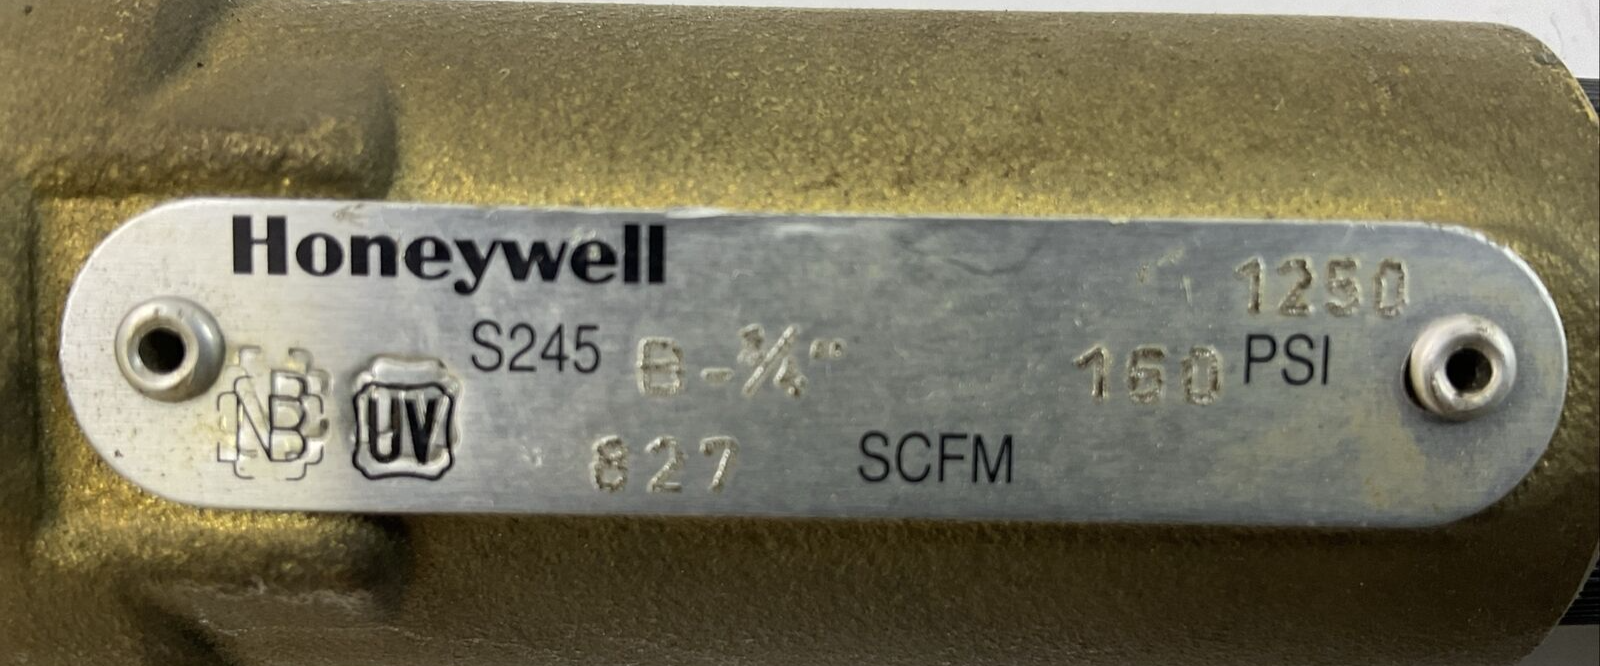 Honeywell
1250
S245 B-¾" 160 PSI
NB UV
827 SCFM